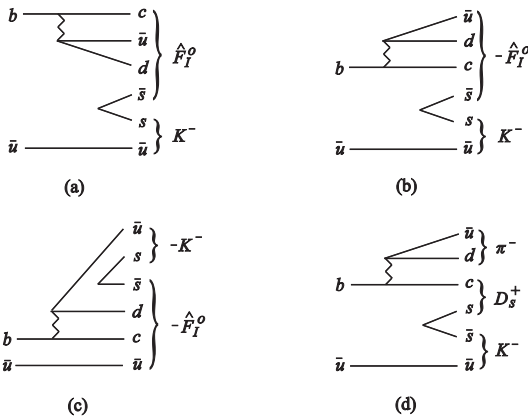 b c
ū
d
F̂_I^o
s̄
s
K⁻
ū ū
(a)
ū
d
b c
-F̂_I^o
s̄
s
K⁻
ū ū
(b)
ū
s
-K⁻
s̄
d
-F̂_I^o
b c
ū ū
(c)
ū
d
π⁻
b c
s
D_s^+
s̄
K⁻
ū ū
(d)